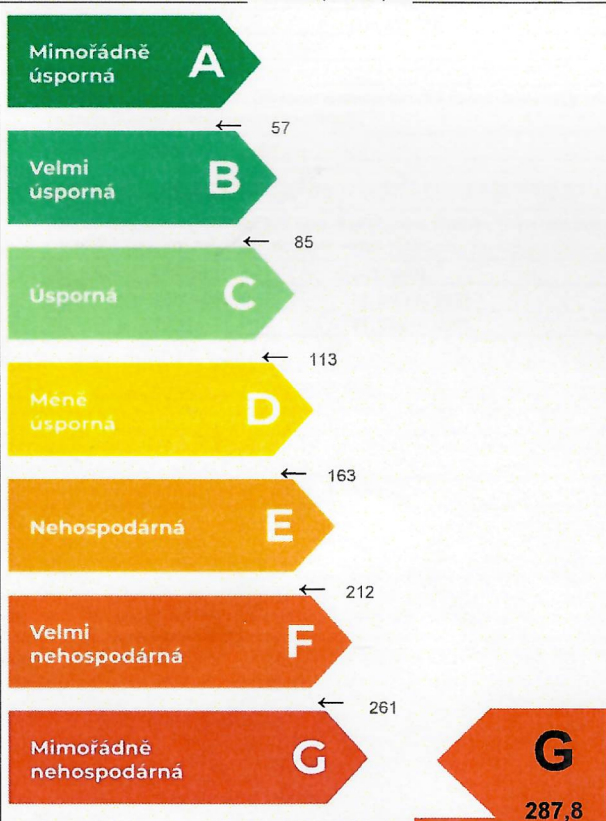 Mimořádně
úsporná
A
← 57
Velmi
úsporná
B
← 85
Úsporná
C
← 113
Méně
úsporná
D
← 163
Nehospodárná
E
← 212
Velmi
nehospodárná
F
← 261
Mimořádně
nehospodárná
G
G
287,8